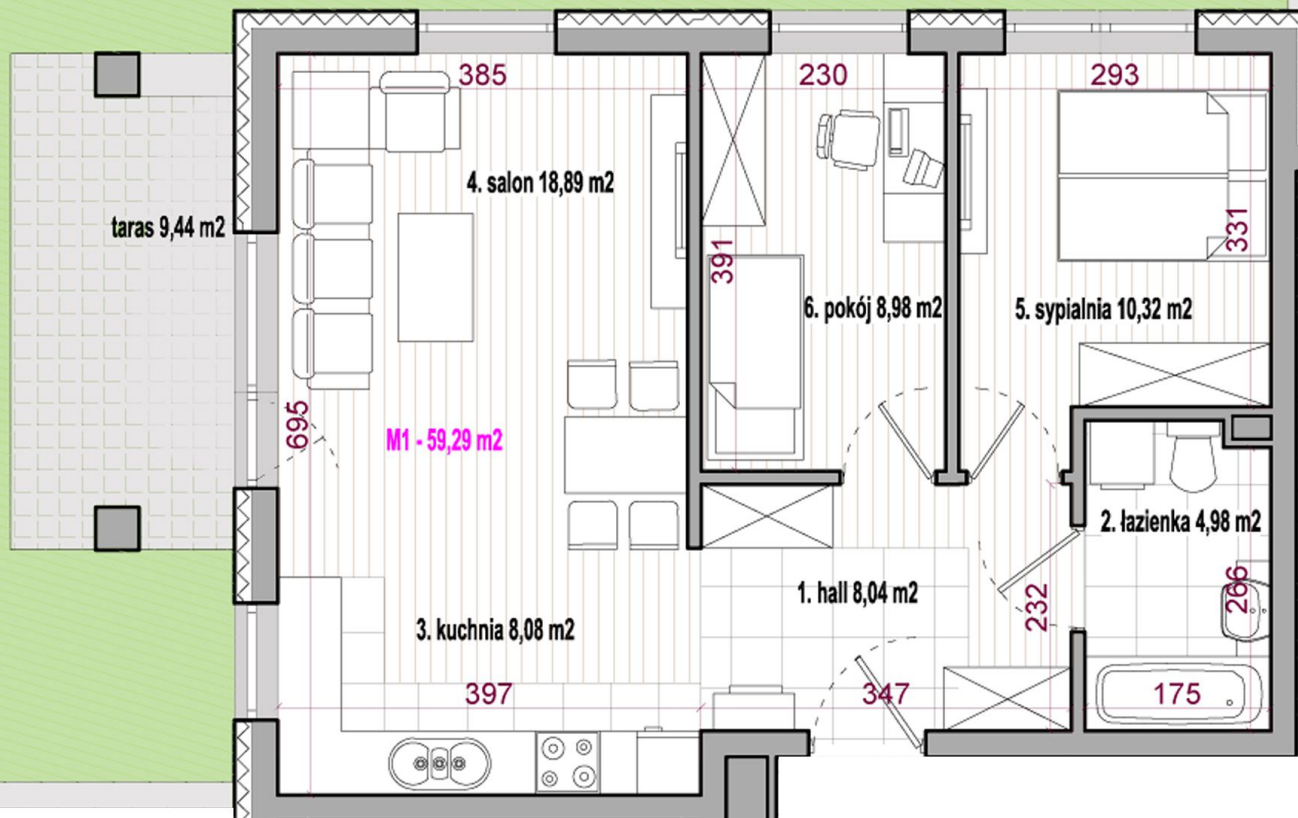 385
230
293
4. salon 18,89 m2
taras 9,44 m2
331
391
6. pokój 8,98 m2
5. sypialnia 10,32 m2
695
M1 - 59,29 m2
2. łazienka 4,98 m2
1. hall 8,04 m2
232
266
3. kuchnia 8,08 m2
397
347
175